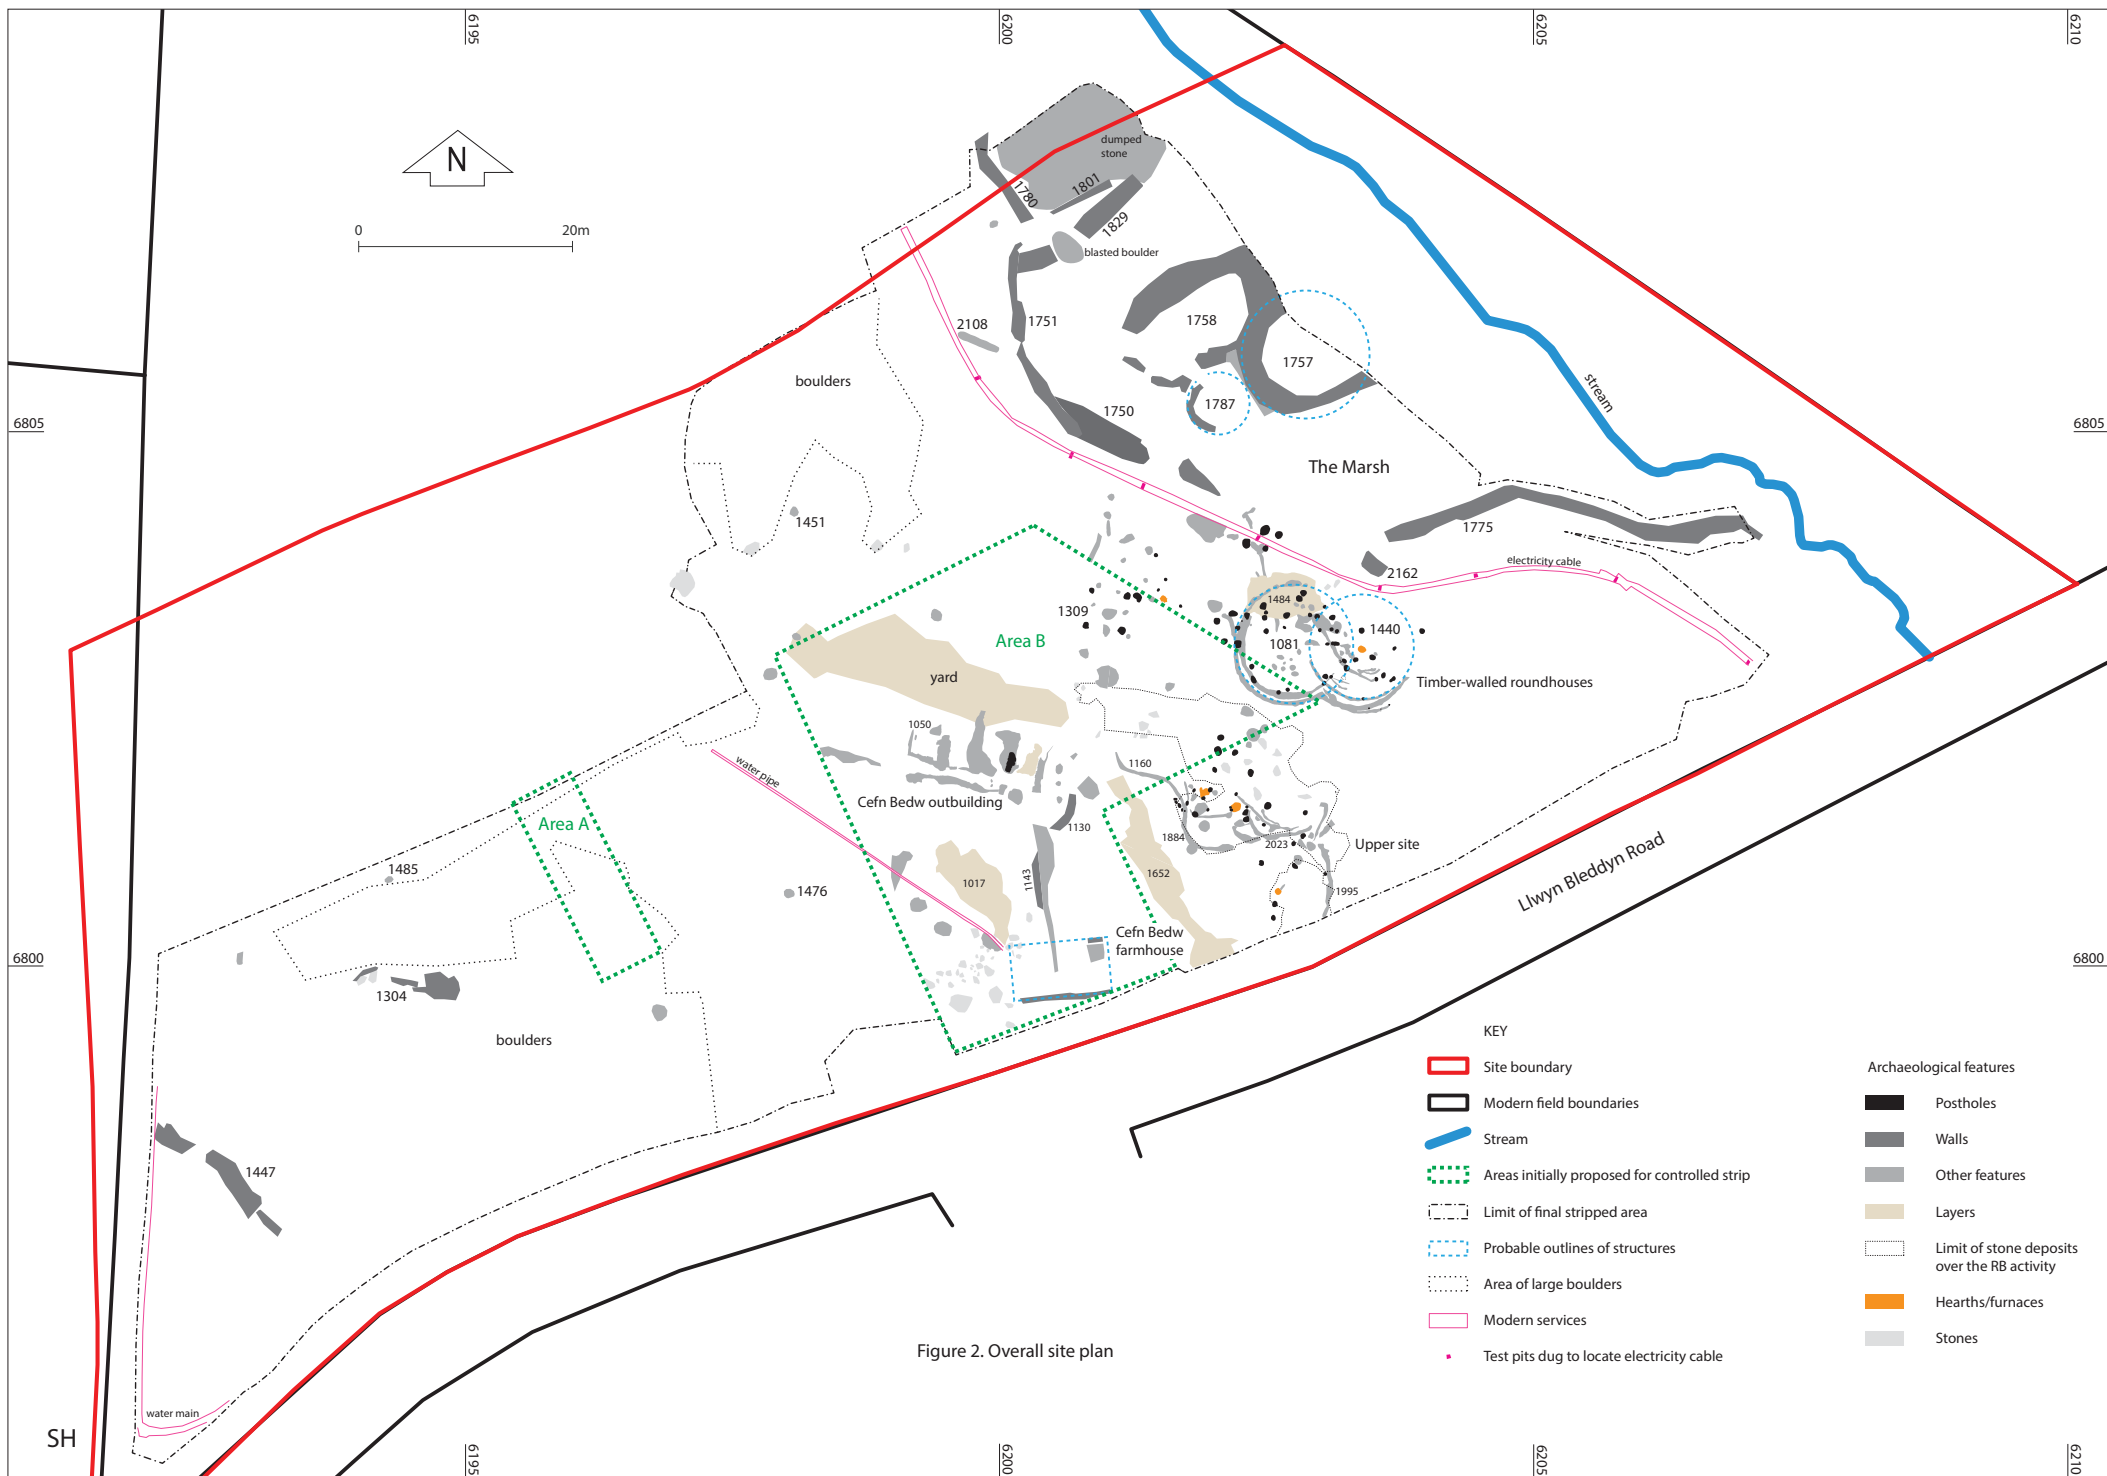 6195
6200
6205
6210
N
0
20m
dumped
stone
1780
1801
1829
blasted boulder
2108
1751
1758
1757
boulders
1750
1787
stream
6805
6805
The Marsh
1451
1775
electricity cable
2162
1309
1484
Area B
1440
1081
yard
Timber-walled roundhouses
1050
water pipe
1160
Cefn Bedw outbuilding
Area A
1130
1884
2023
Upper site
1485
1017
1143
1652
1476
1995
Llwyn Bleddyn Road
Cefn Bedw
farmhouse
6800
6800
1304
boulders
1447
water main
SH
KEY
Site boundary
Modern field boundaries
Stream
Areas initially proposed for controlled strip
Limit of final stripped area
Probable outlines of structures
Area of large boulders
Modern services
Test pits dug to locate electricity cable
Archaeological features
Postholes
Walls
Other features
Layers
Limit of stone deposits
over the RB activity
Hearths/furnaces
Stones
Figure 2. Overall site plan
6195
6200
6205
6210